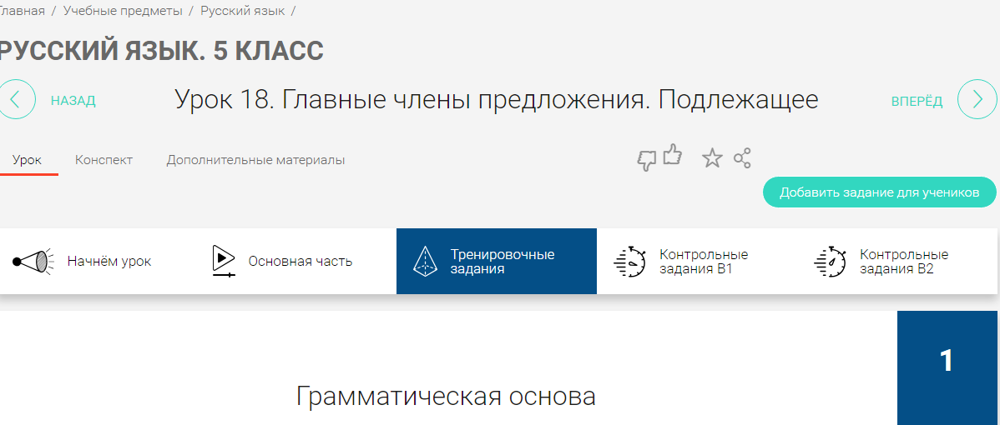 Главная / Учебные предметы / Русский язык /
РУССКИЙ ЯЗЫК. 5 КЛАСС
НАЗАД
Урок 18. Главные члены предложения. Подлежащее
ВПЕРЁД
Урок
Конспект
Дополнительные материалы
Добавить задание для учеников
Начнём урок
Основная часть
Тренировочные
задания
Контрольные
задания В1
Контрольные
задания В2
1
Грамматическая основа